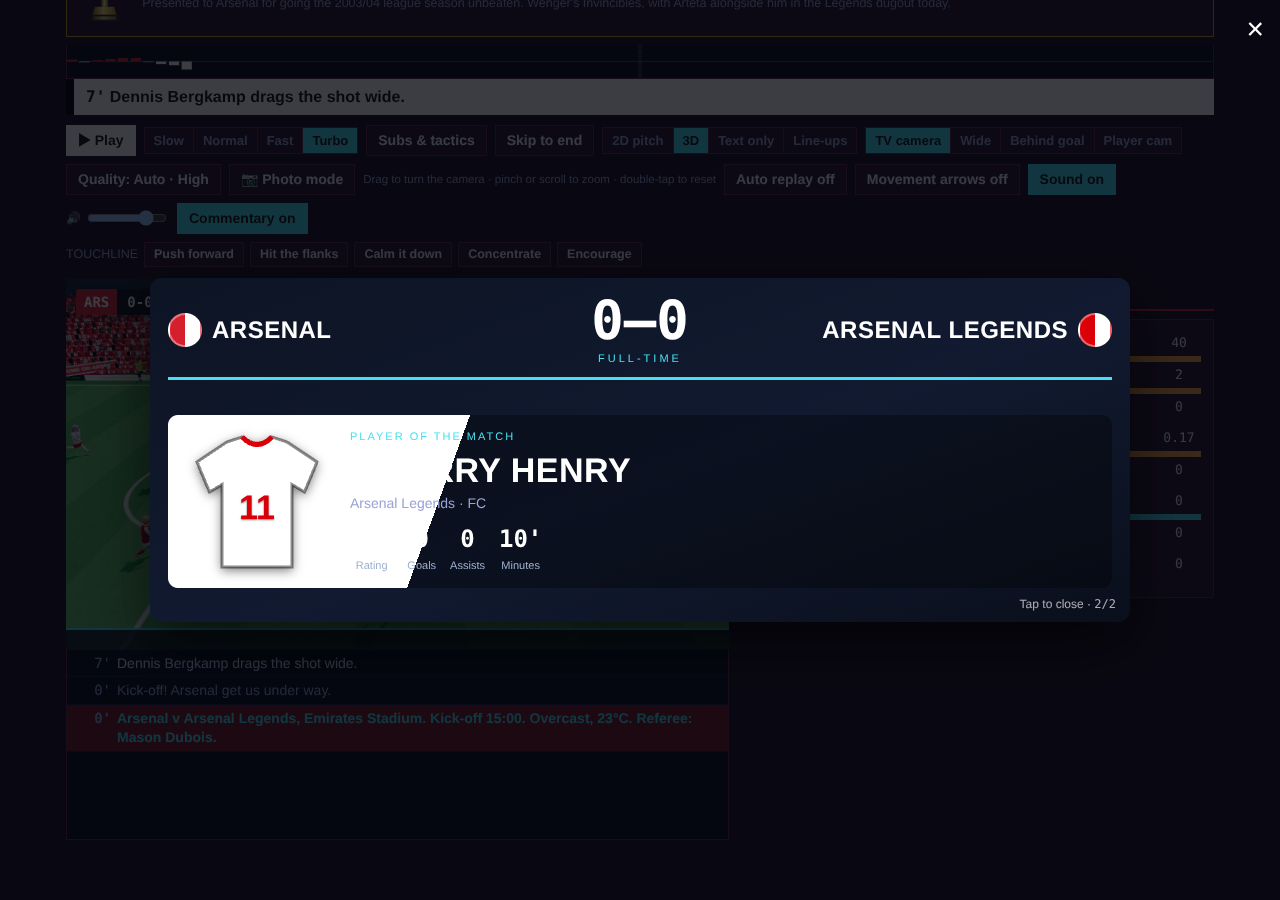 Presented to Arsenal for going the 2003/04 league season unbeaten. Wenger's Invincibles, with Arteta alongside him in the Legends dugout today.
×
7' Dennis Bergkamp drags the shot wide.
▶ Play Slow Normal Fast Turbo Subs & tactics Skip to end 2D pitch 3D Text only Line-ups TV camera Wide Behind goal Player cam
Quality: Auto · High 📷 Photo mode Drag to turn the camera · pinch or scroll to zoom · double-tap to reset Auto replay off Movement arrows off Sound on
Commentary on
TOUCHLINE Push forward Hit the flanks Calm it down Concentrate Encourage
ARS 0-0
ARSENAL 0–0 ARSENAL LEGENDS
FULL-TIME
40
2
0
0.17
0
0
0
0
PLAYER OF THE MATCH
RY HENRY
Arsenal Legends · FC
11
0 10'
Rating Goals Assists Minutes
Tap to close · 2/2
7' Dennis Bergkamp drags the shot wide.
0' Kick-off! Arsenal get us under way.
0' Arsenal v Arsenal Legends, Emirates Stadium. Kick-off 15:00. Overcast, 23°C. Referee:
Mason Dubois.